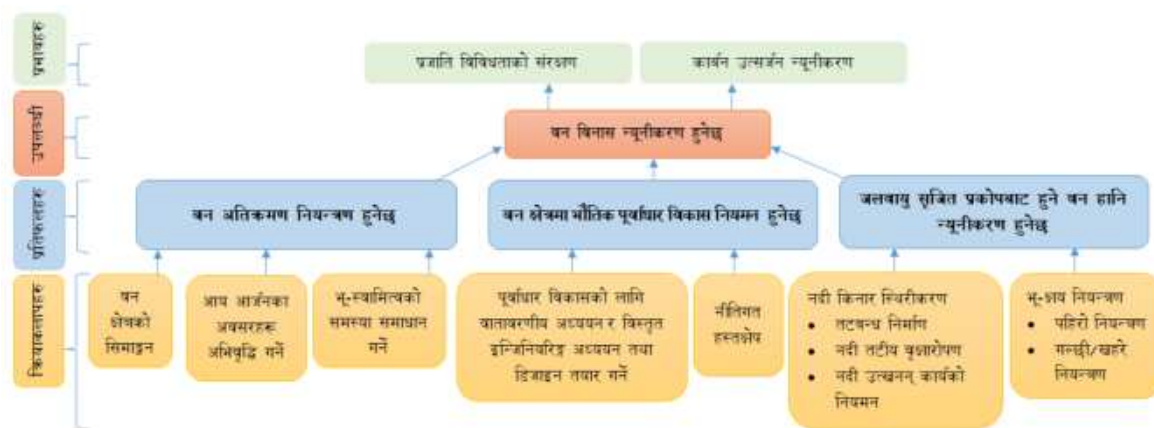 प्रभावहरु
प्रजाति विविधताको संरक्षण
कार्बन उत्सर्जन न्यूनीकरण
उपलब्धी
वन विनास न्यूनीकरण हुनेछ
प्रतिफलहरु
वन अतिक्रमण नियन्त्रण हुनेछ
वन क्षेत्रमा भौतिक पूर्वाधार विकास नियमन हुनेछ
जलवायु सृजित प्रकोपबाट हुने वन हानि
न्यूनीकरण हुनेछ
क्रियाकलापहरु
वन
क्षेत्रको
सिमाङ्कन
आय आर्जनका
अवसरहरू
अभिवृद्धि गर्ने
भू-स्वामित्वको
समस्या समाधान
गर्ने
पूर्वाधार विकासको लागि
वातावरणीय अध्ययन र विस्तृत
इन्जिनियरिङ्ग अध्ययन तथा
डिजाइन तयार गर्ने
नीतिगत
हस्तक्षेप
नदी किनार स्थिरीकरण
• तटबन्ध निर्माण
• नदी तटीय वृक्षारोपण
• नदी उत्खनन् कार्यको
नियमन
भू-क्षय नियन्त्रण
• पहिरो नियन्त्रण
• गल्छी/खहरे
नियन्त्रण